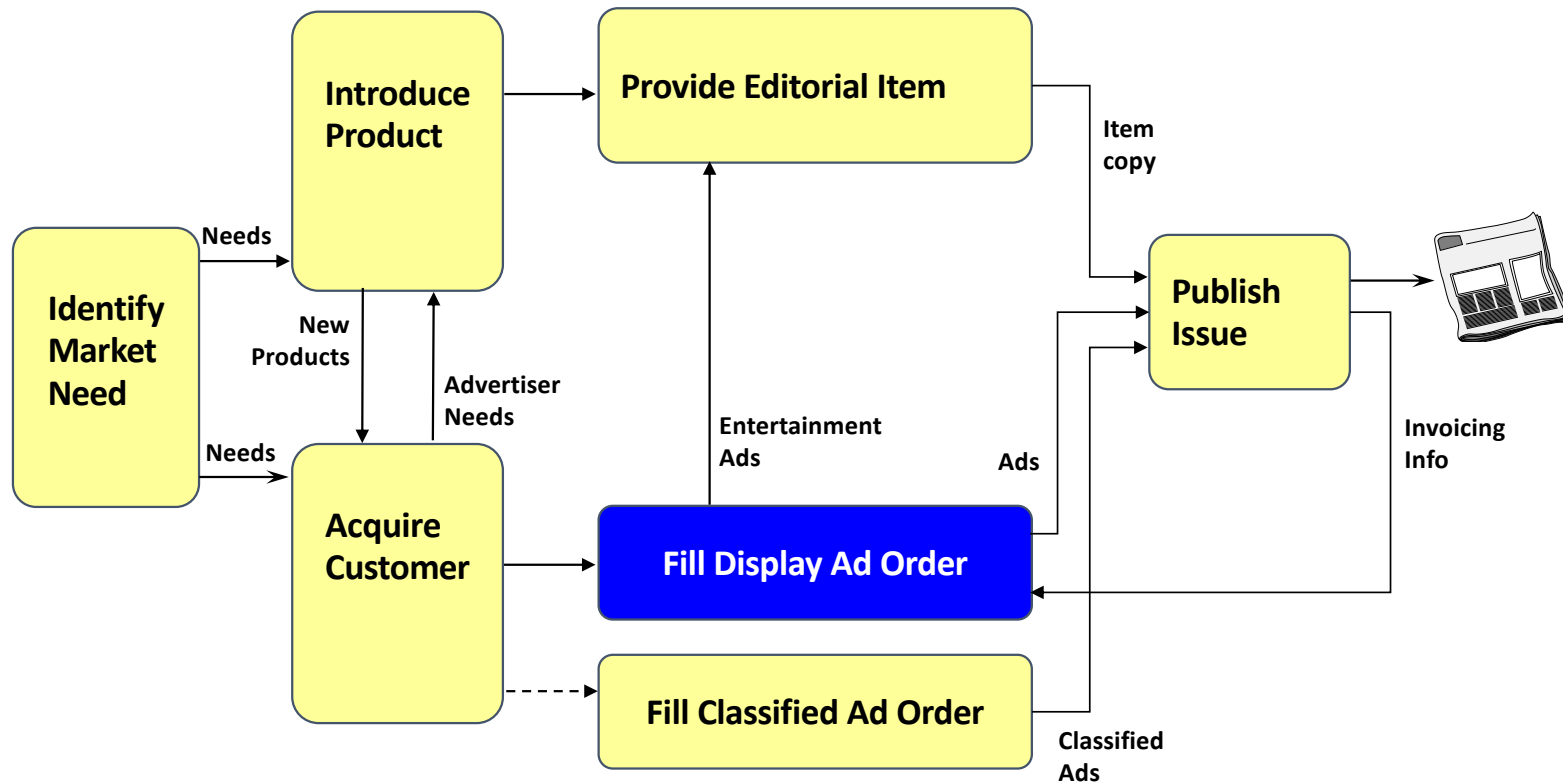 Introduce
Product
Provide Editorial Item
Item
copy
Needs
Identify
Market
Need
New
Products
Advertiser
Needs
Publish
Issue
Needs
Acquire
Customer
Entertainment
Ads
Ads
Invoicing
Info
Fill Display Ad Order
Fill Classified Ad Order
Classified
Ads